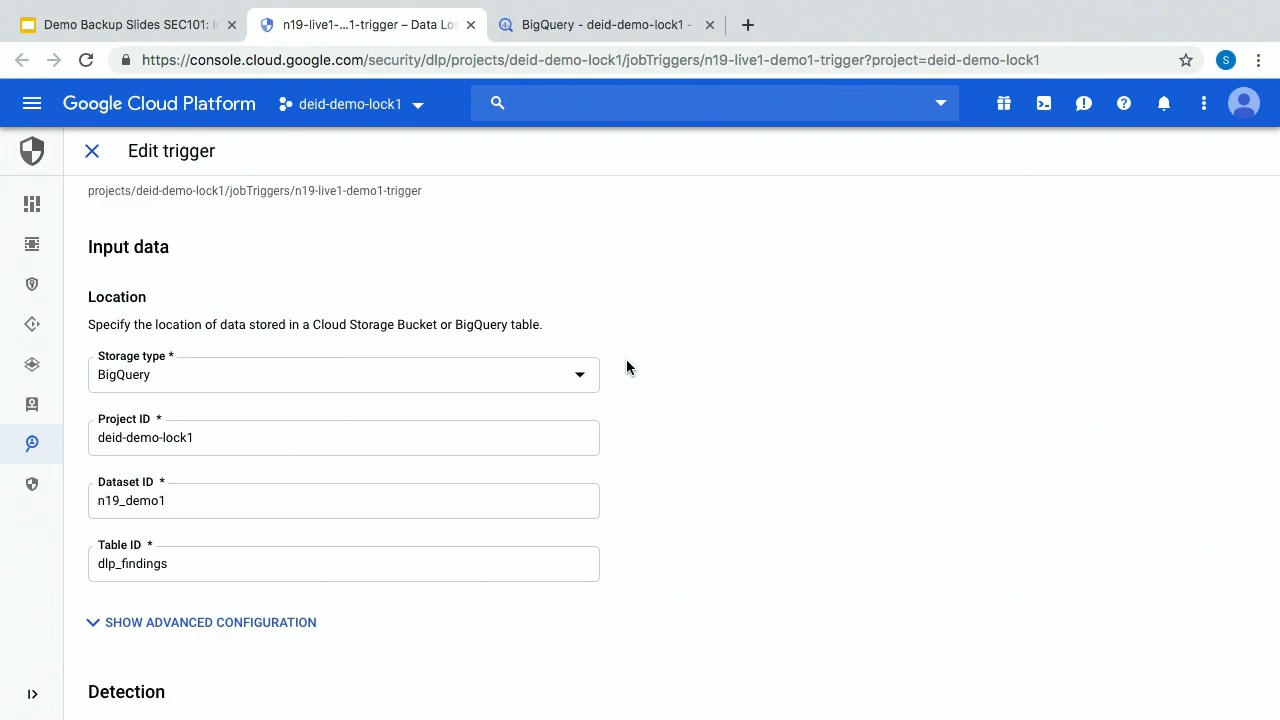 Demo Backup Slides SEC101:
n19-live1-...1-trigger – Data Los
BigQuery - deid-demo-lock1 -
https://console.cloud.google.com/security/dlp/projects/deid-demo-lock1/jobTriggers/n19-live1-demo1-trigger?project=deid-demo-lock1
S
Google Cloud Platform
deid-demo-lock1
Edit trigger
projects/deid-demo-lock1/jobTriggers/n19-live1-demo1-trigger
Input data
Location
Specify the location of data stored in a Cloud Storage Bucket or BigQuery table.
Storage type *
BigQuery
Project ID *
deid-demo-lock1
Dataset ID *
n19_demo1
Table ID *
dlp_findings
SHOW ADVANCED CONFIGURATION
Detection